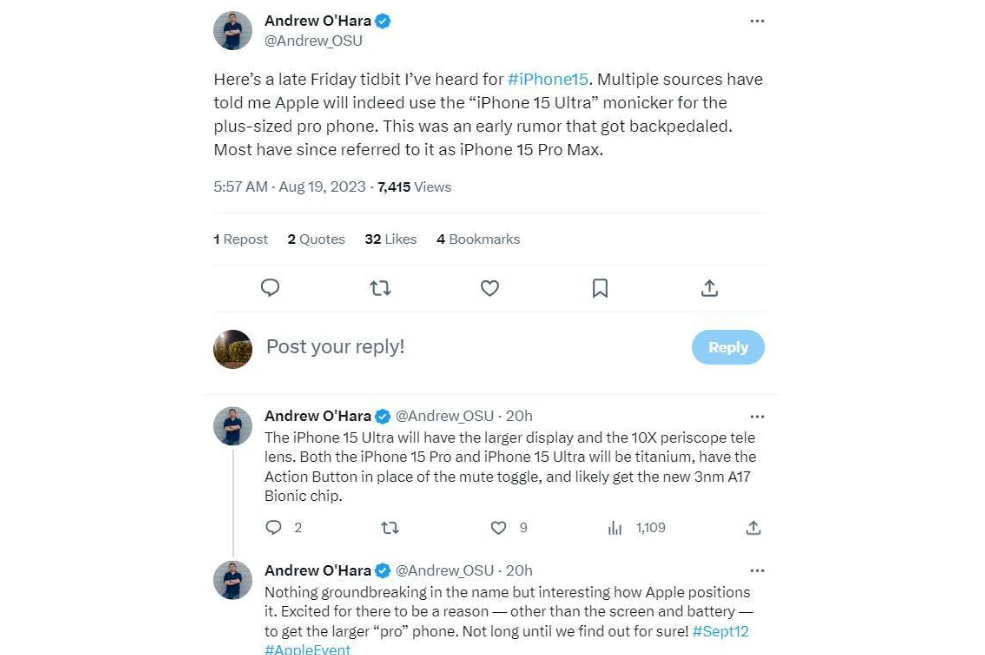 Andrew O'Hara
@Andrew_OSU
Here's a late Friday tidbit I've heard for #iPhone15. Multiple sources have
told me Apple will indeed use the “iPhone 15 Ultra” monicker for the
plus-sized pro phone. This was an early rumor that got backpedaled.
Most have since referred to it as iPhone 15 Pro Max.
5:57 AM · Aug 19, 2023 · 7,415 Views
1 Repost 2 Quotes 32 Likes 4 Bookmarks
Post your reply!
Reply
Andrew O'Hara @Andrew_OSU · 20h
The iPhone 15 Ultra will have the larger display and the 10X periscope tele
lens. Both the iPhone 15 Pro and iPhone 15 Ultra will be titanium, have the
Action Button in place of the mute toggle, and likely get the new 3nm A17
Bionic chip.
2 9 1,109
Andrew O'Hara @Andrew_OSU · 20h
Nothing groundbreaking in the name but interesting how Apple positions
it. Excited for there to be a reason — other than the screen and battery —
to get the larger “pro” phone. Not long until we find out for sure! #Sept12
#AppleEvent